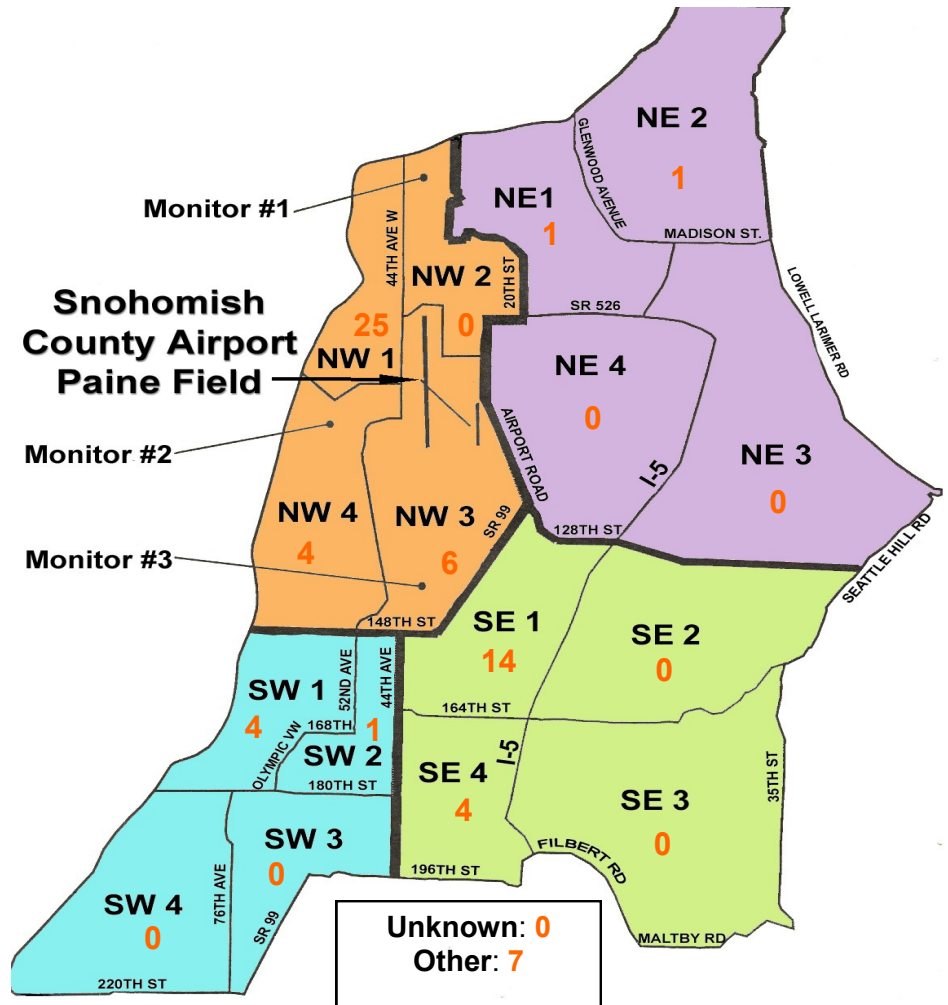 NE 2
1
GLENWOOD AVENUE
MADISON ST.
NE1
1
Monitor #1
44TH AVE W
NW 2
0
20TH ST
SR 526
LOWELL LARIMER RD
Snohomish
County Airport
Paine Field
25
NW 1
NE 4
0
AIRPORT ROAD
I-5
NE 3
0
Monitor #2
NW 4
4
NW 3
6
SR 99
128TH ST
SEATTLE HILL RD
Monitor #3
148TH ST
SE 1
14
SE 2
0
SW 1
4
52ND AVE
44TH AVE
168TH
1
SW 2
OLYMPIC VW
180TH ST
164TH ST
I-5
SE 4
4
SE 3
0
35TH ST
SW 3
0
76TH AVE
SW 4
0
SR 99
220TH ST
196TH ST
FILBERT RD
MALTBY RD
Unknown: 0
Other: 7